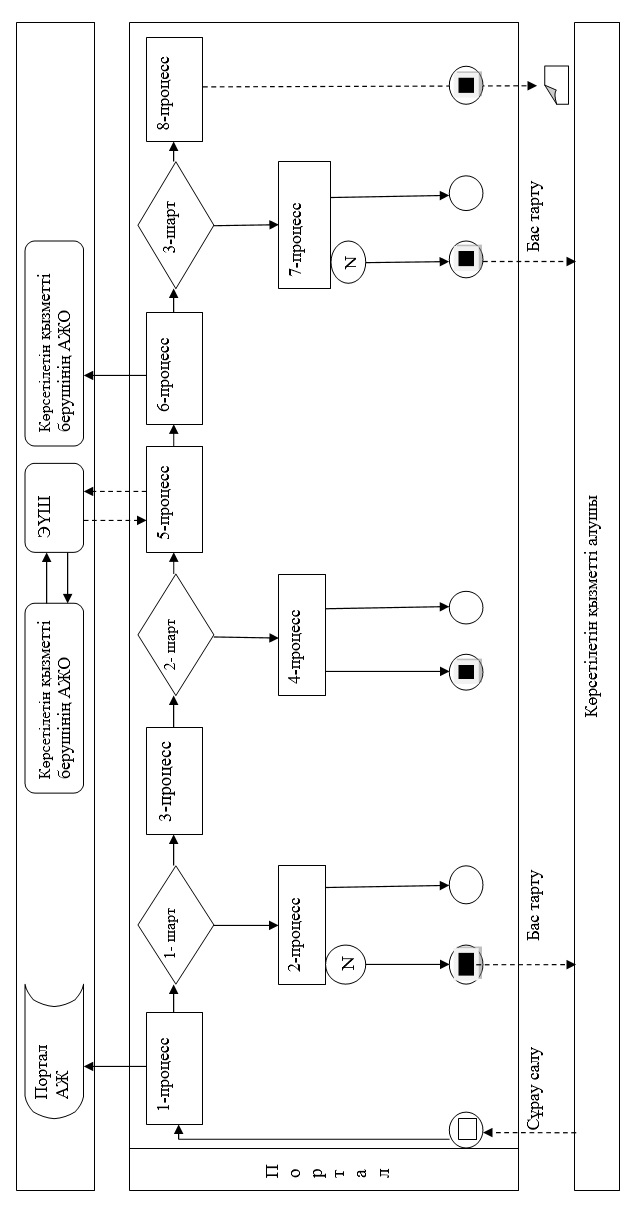 Портал
АЖ
Көрсетілетін қызметті
берушінің АЖО
ЭҮШ
Көрсетілетін қызметті
берушінің АЖО
Портал
1-процесс
1- шарт
3-процесс
2- шарт
5-процесс
6-процесс
3-шарт
8-процесс
2-процесс
N
4-процесс
7-процесс
N
Сұрау салу
Бас тарту
Бас тарту
Көрсетілетін қызметті алушы